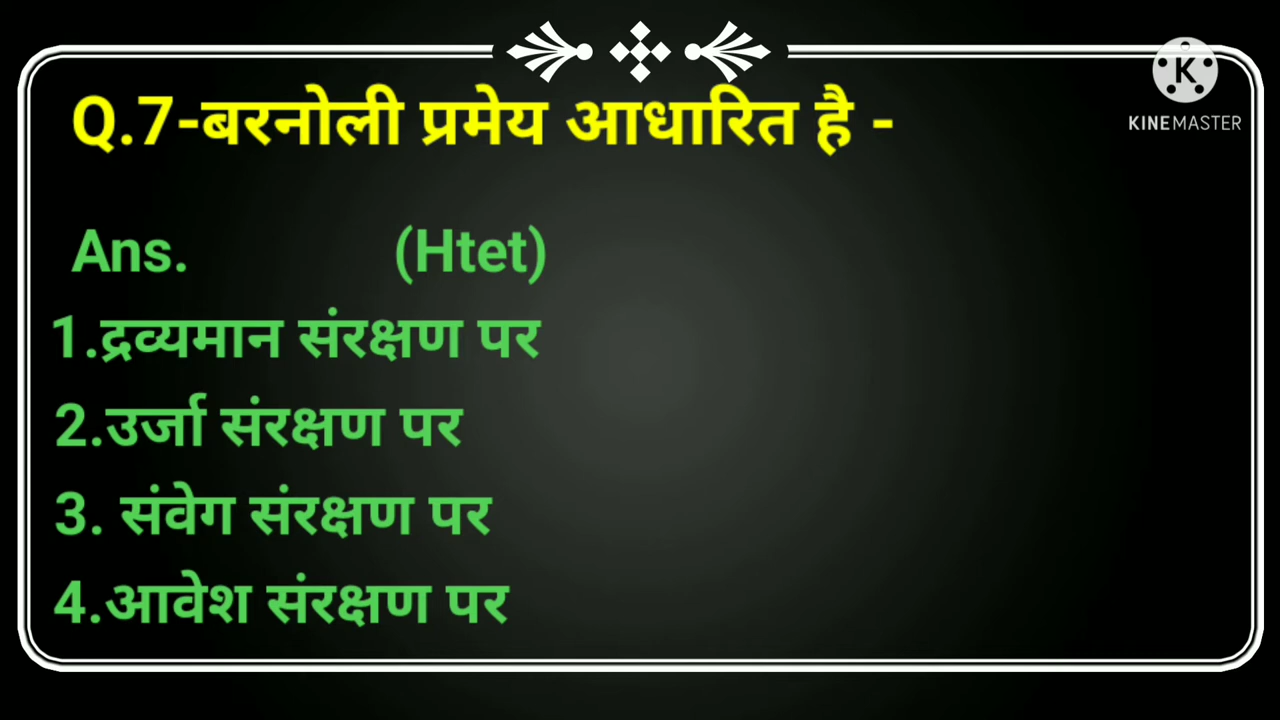 Q.7-बरनोली प्रमेय आधारित है -
K
KINEMASTER
Ans. (Htet)
1.द्रव्यमान संरक्षण पर
2.उर्जा संरक्षण पर
3. संवेग संरक्षण पर
4.आवेश संरक्षण पर